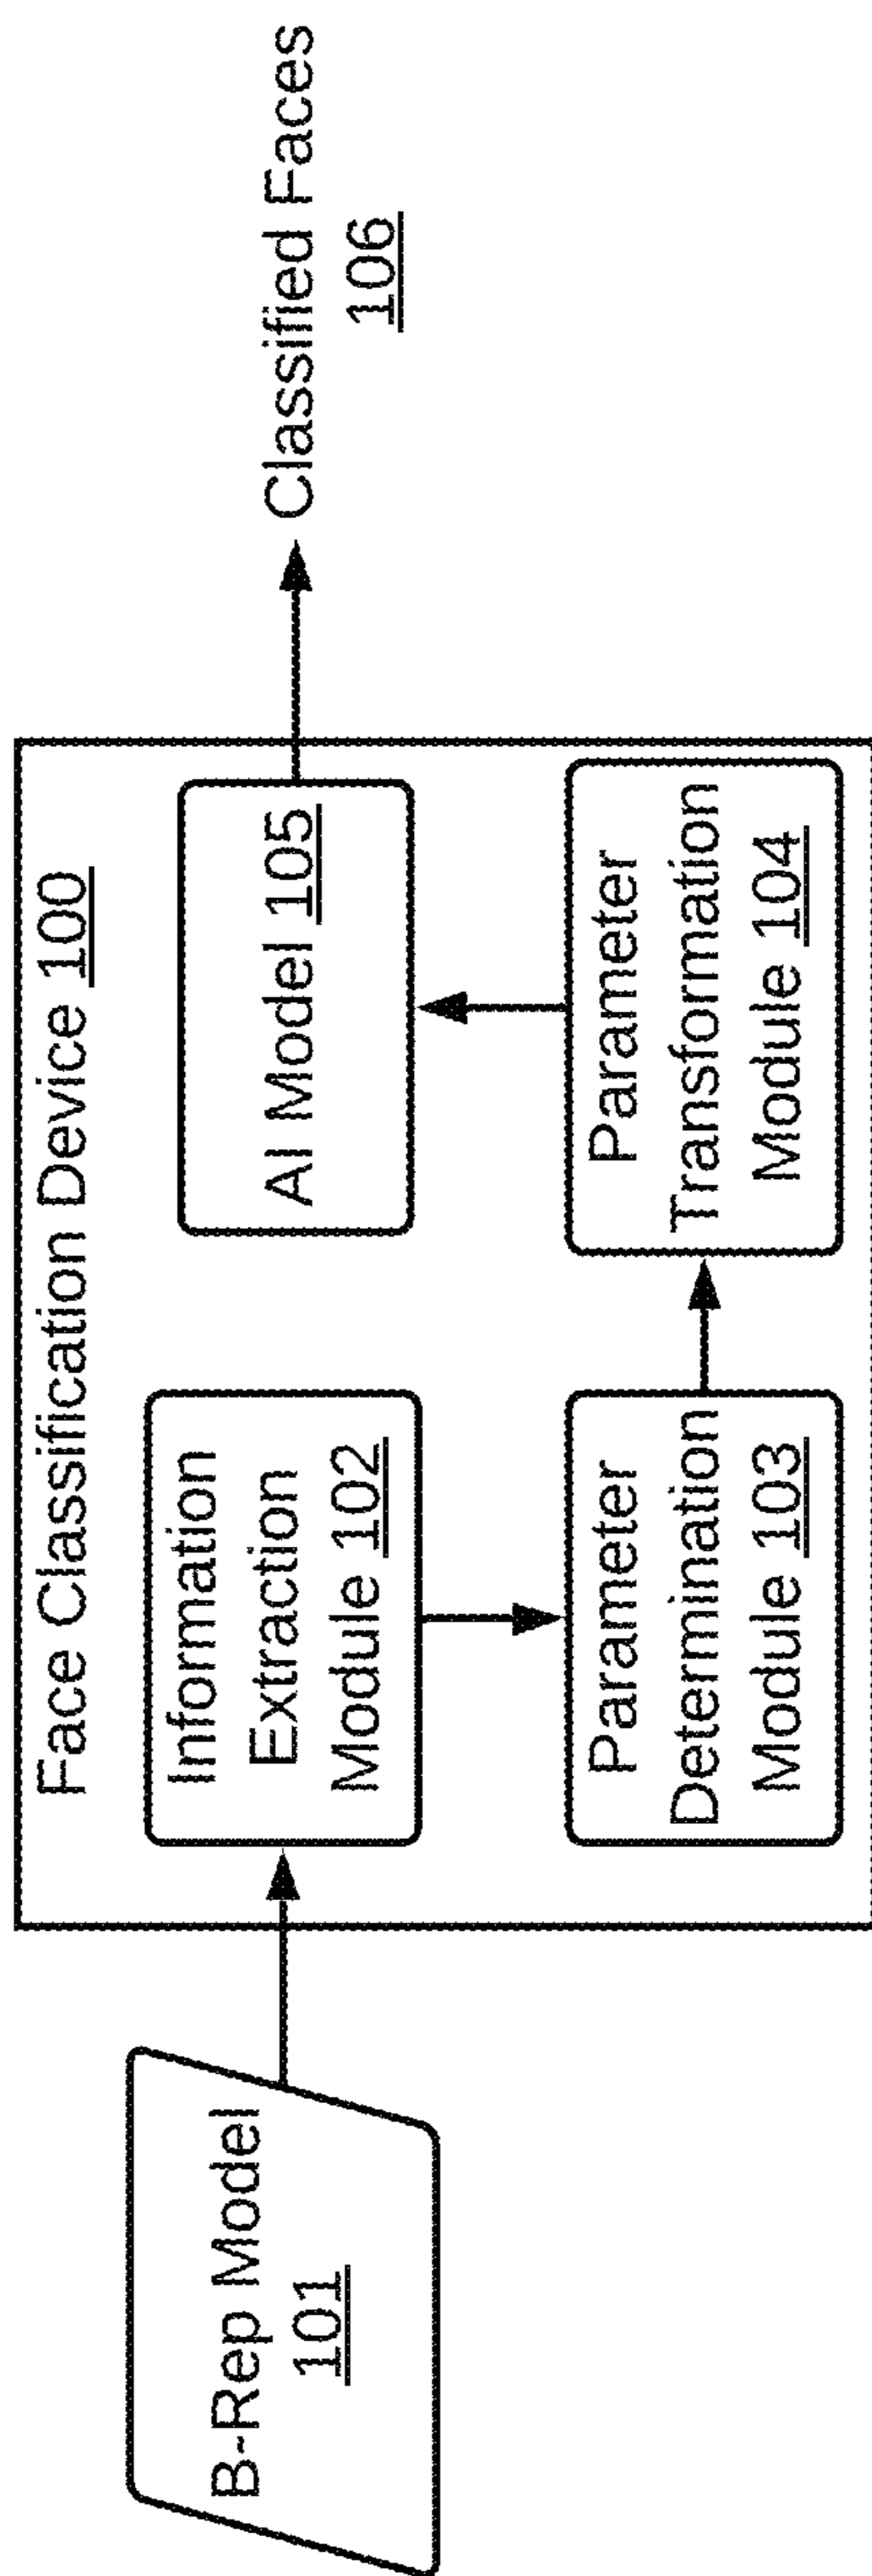 B-Rep Model
101
Face Classification Device 100
Information
Extraction
Module 102
Parameter
Determination
Module 103
Parameter
Transformation
Module 104
AI Model 105
Classified Faces
106